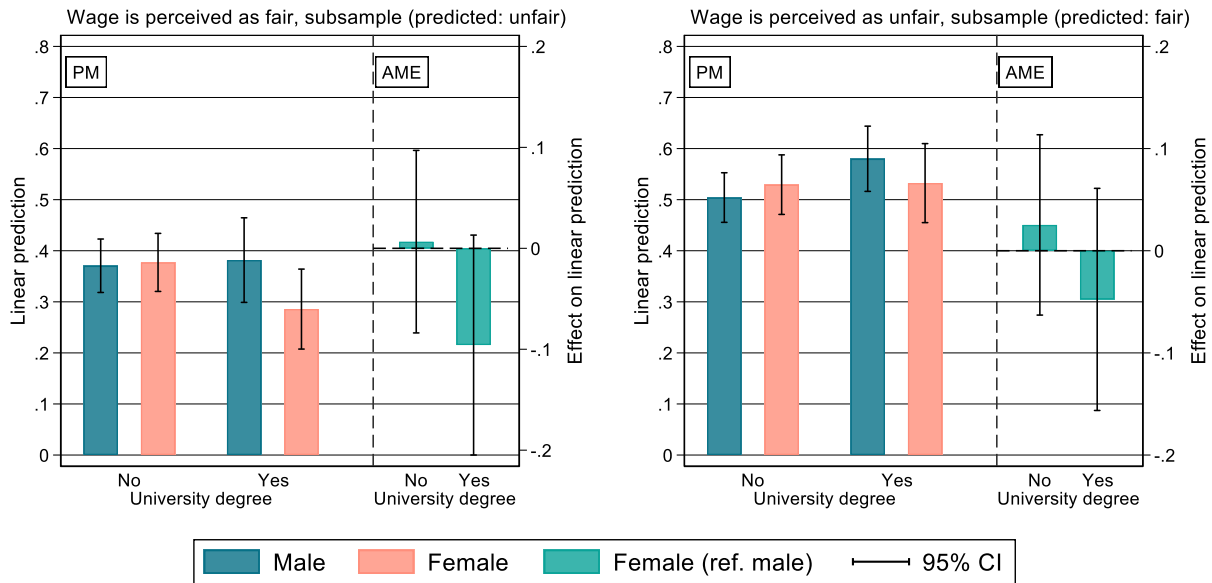 Wage is perceived as fair, subsample (predicted: unfair)
PM
AME
Linear prediction
.8
.7
.6
.5
.4
.3
.2
.1
0
.2
.1
0
-.1
-.2
Effect on linear prediction
No Yes No Yes
University degree University degree
Wage is perceived as unfair, subsample (predicted: fair)
PM
AME
Linear prediction
.8
.7
.6
.5
.4
.3
.2
.1
0
.2
.1
0
-.1
-.2
Effect on linear prediction
No Yes No Yes
University degree University degree
Male Female Female (ref. male) 95% CI